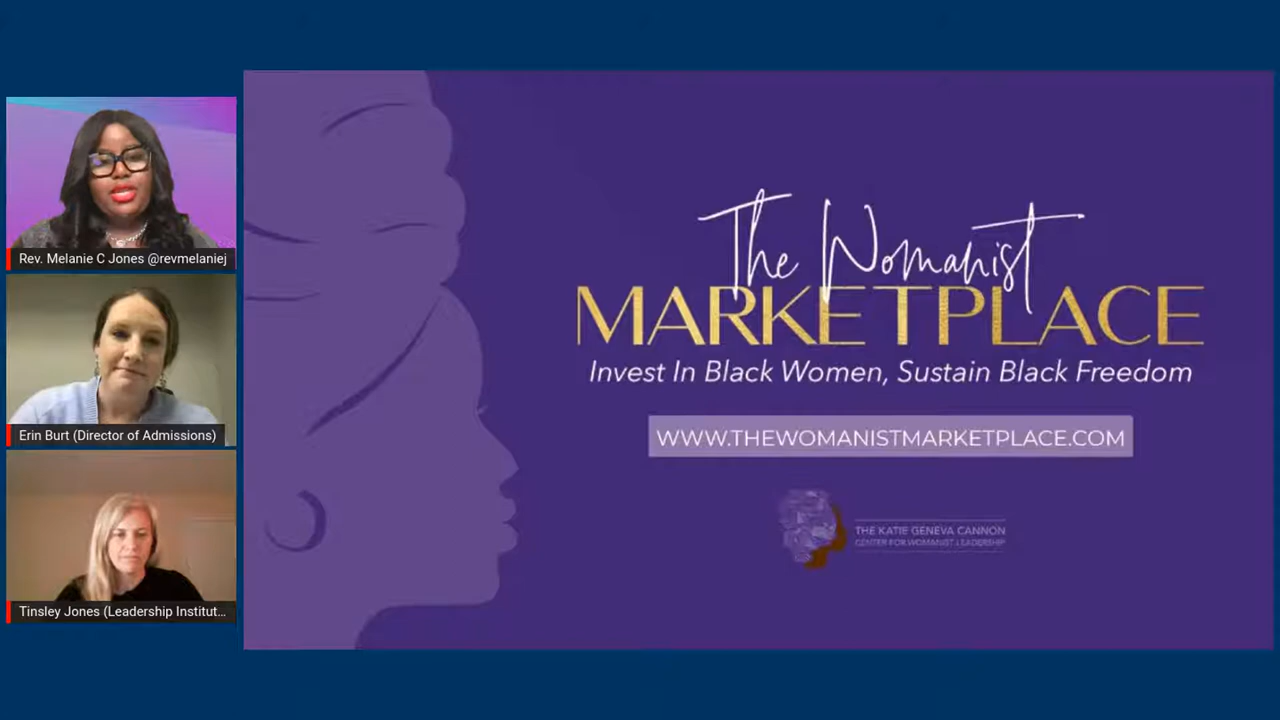 Rev. Melanie C Jones @revmelaniej
Erin Burt (Director of Admissions)
Tinsley Jones (Leadership Institut...
The Womanist
MARKETPLACE
Invest In Black Women, Sustain Black Freedom
WWW.THEWOMANISTMARKETPLACE.COM
THE KATIE GENEVA CANNON
CENTER FOR WOMANIST LEADERSHIP